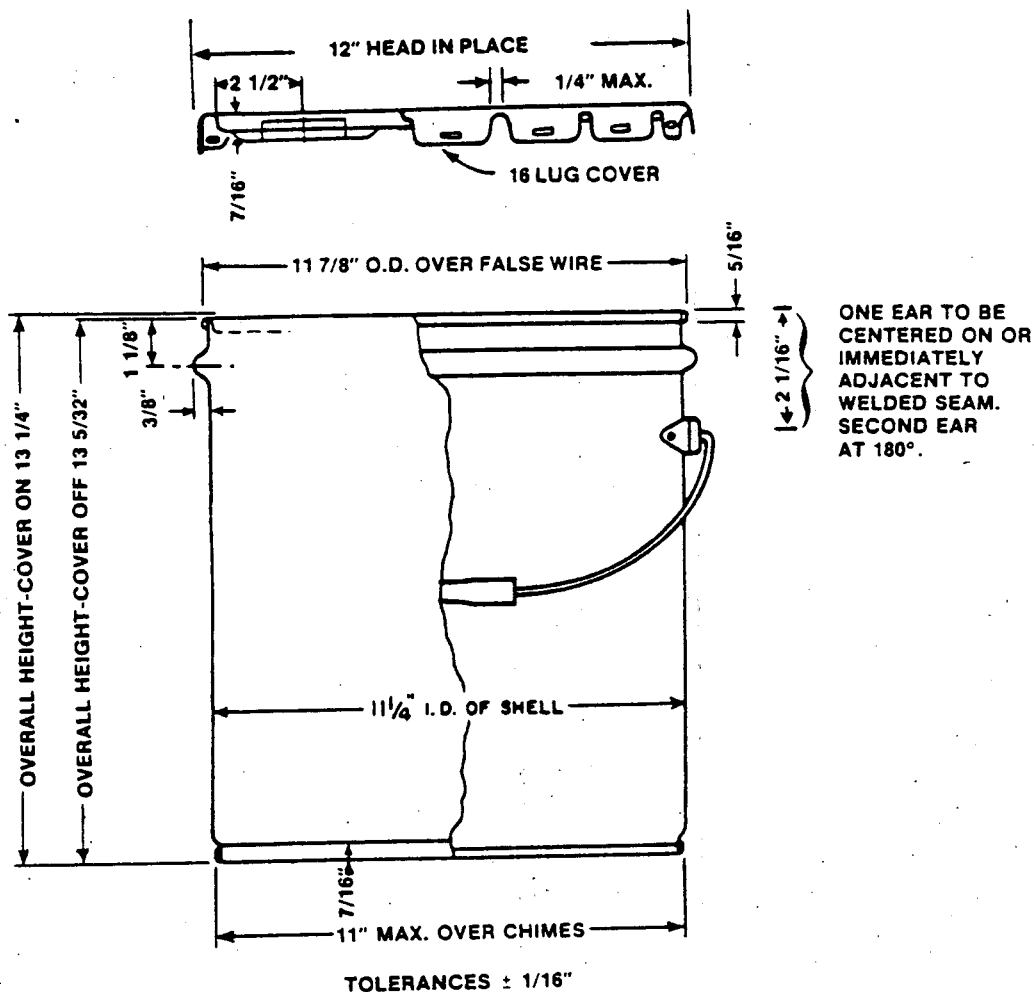 12" HEAD IN PLACE
2 1/2"
1/4" MAX.
7/16"
16 LUG COVER
11 7/8" O.D. OVER FALSE WIRE
5/16"
1 1/8"
3/8"
2 1/16"
ONE EAR TO BE
CENTERED ON OR
IMMEDIATELY
ADJACENT TO
WELDED SEAM.
SECOND EAR
AT 180°.
OVERALL HEIGHT-COVER ON 13 1/4"
OVERALL HEIGHT-COVER OFF 13 5/32"
11 1/4" I.D. OF SHELL
7/16"
11" MAX. OVER CHIMES
TOLERANCES ± 1/16"